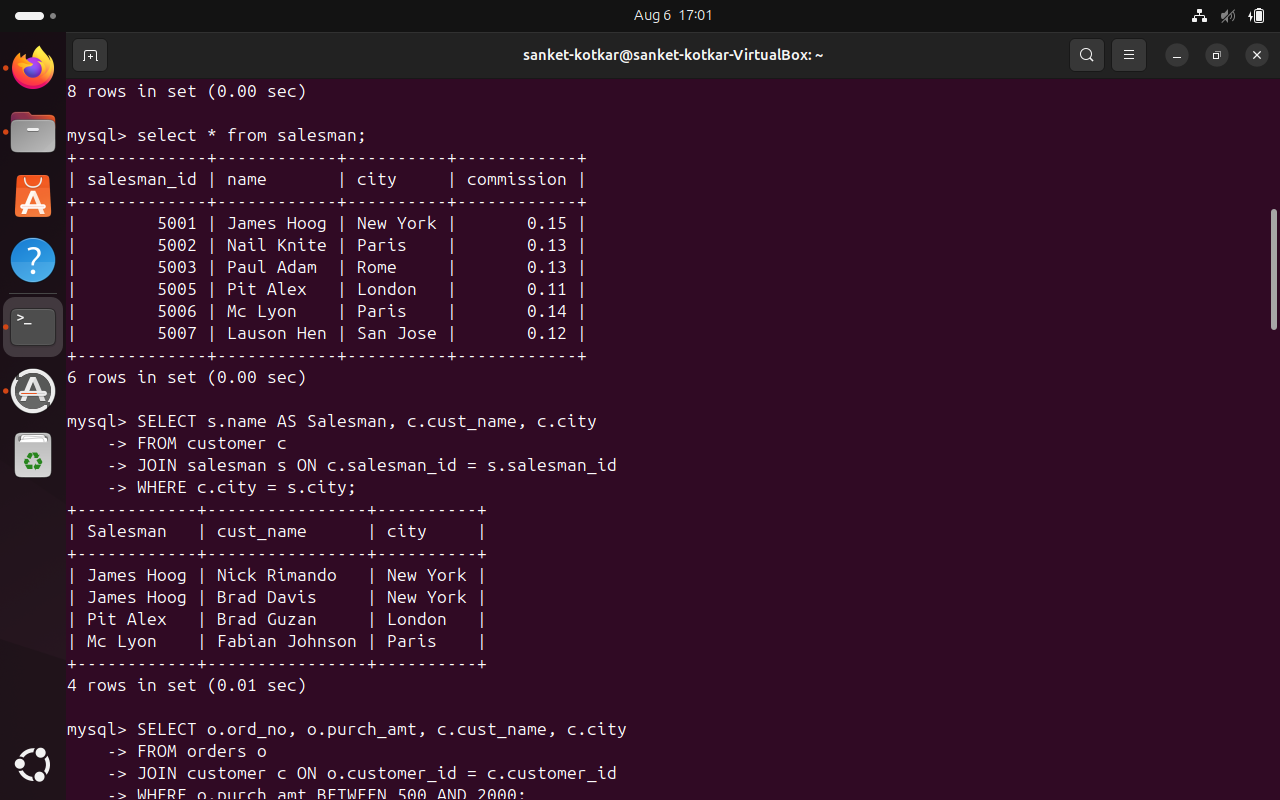 Aug 6 17:01
sanket-kotkar@sanket-kotkar-VirtualBox: ~
8 rows in set (0.00 sec)
mysql> select * from salesman;
+-------------+------------+----------+------------+
| salesman_id | name       | city     | commission |
+-------------+------------+----------+------------+
|        5001 | James Hoog | New York |       0.15 |
|        5002 | Nail Knite | Paris    |       0.13 |
|        5003 | Paul Adam  | Rome     |       0.13 |
|        5005 | Pit Alex   | London   |       0.11 |
|        5006 | Mc Lyon    | Paris    |       0.14 |
|        5007 | Lauson Hen | San Jose |       0.12 |
+-------------+------------+----------+------------+
6 rows in set (0.00 sec)
mysql> SELECT s.name AS Salesman, c.cust_name, c.city
    -> FROM customer c
    -> JOIN salesman s ON c.salesman_id = s.salesman_id
    -> WHERE c.city = s.city;
+------------+----------------+----------+
| Salesman   | cust_name      | city     |
+------------+----------------+----------+
| James Hoog | Nick Rimando   | New York |
| James Hoog | Brad Davis     | New York |
| Pit Alex   | Brad Guzan     | London   |
| Mc Lyon    | Fabian Johnson | Paris    |
+------------+----------------+----------+
4 rows in set (0.01 sec)
mysql> SELECT o.ord_no, o.purch_amt, c.cust_name, c.city
    -> FROM orders o
    -> JOIN customer c ON o.customer_id = c.customer_id
    -> WHERE o.purch_amt BETWEEN 500 AND 2000;